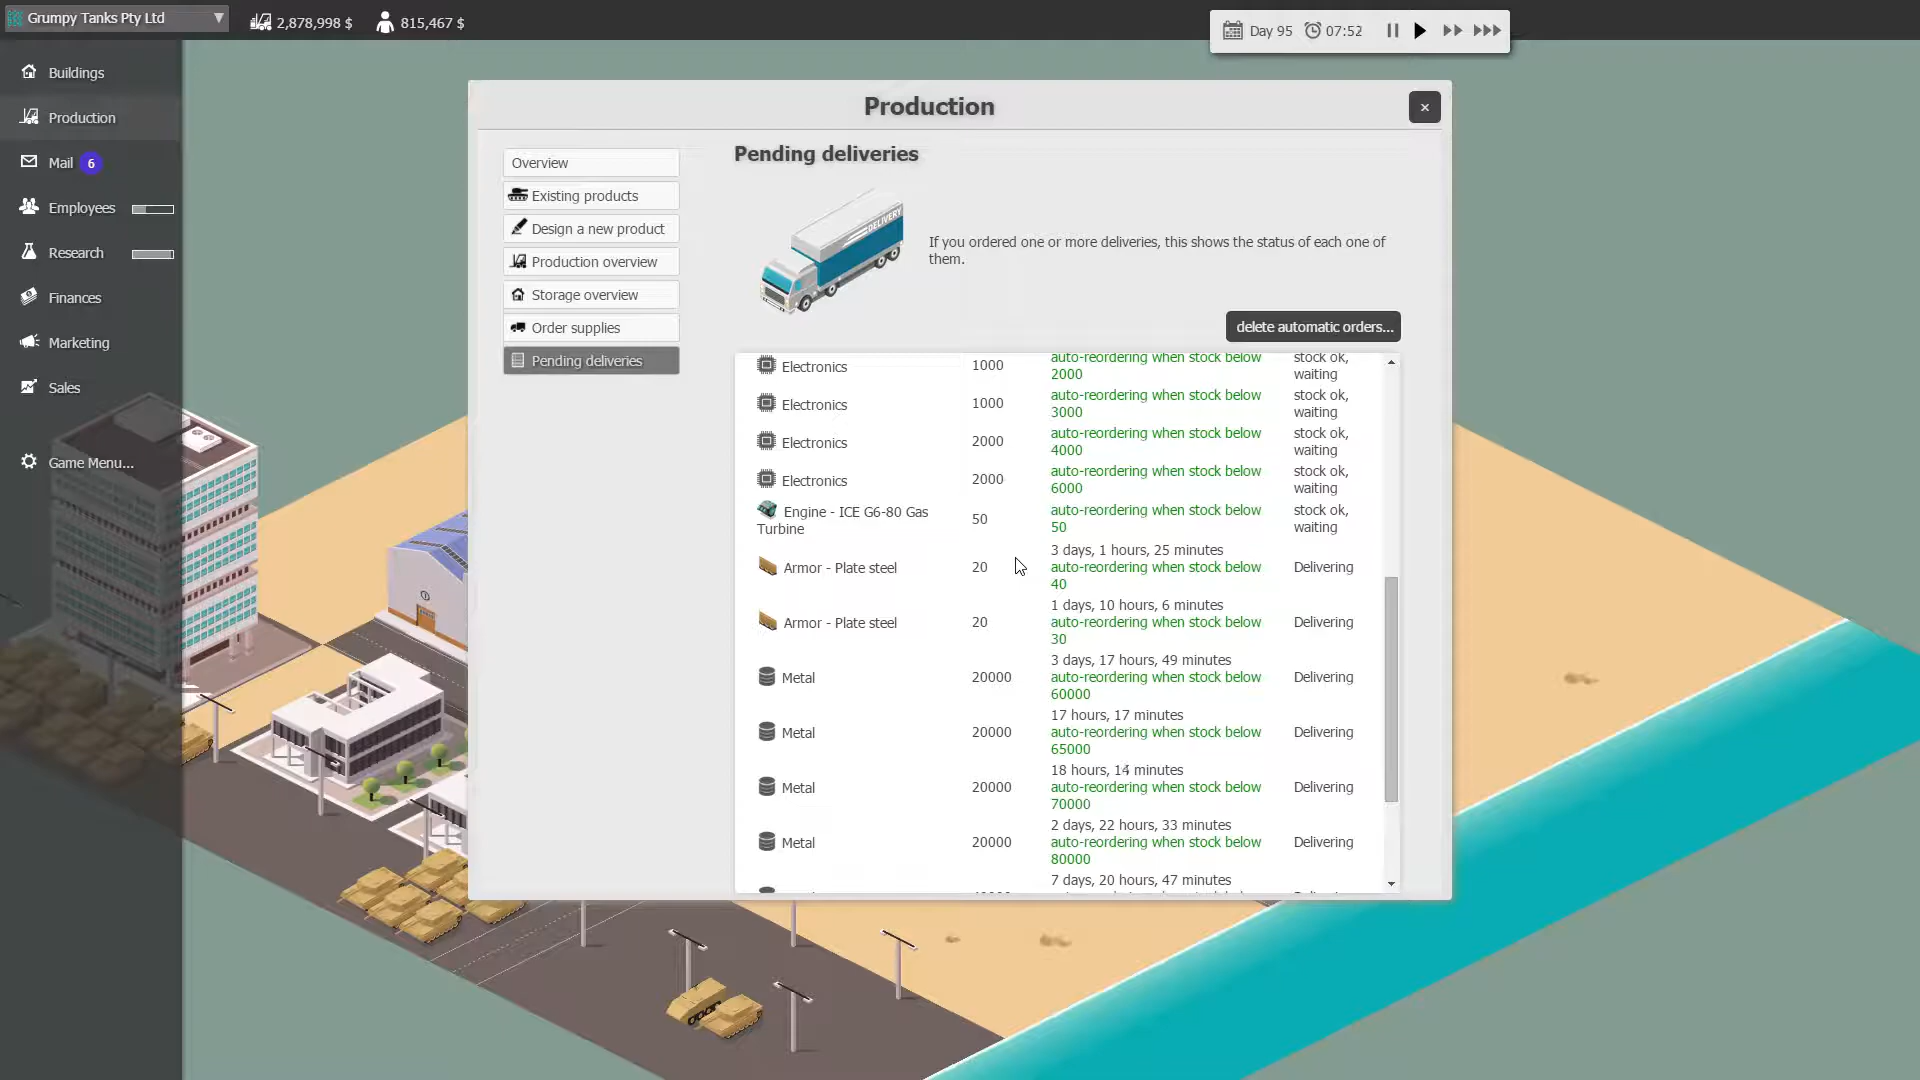 Grumpy Tanks Pty Ltd
2,878,998 $
815,467 $
Day 95
07:52
Buildings
Production
Mail 6
Employees
Research
Finances
Marketing
Sales
Game Menu...
Production
×
Overview
Existing products
Design a new product
Production overview
Storage overview
Order supplies
Pending deliveries
Pending deliveries
DELIVERY
If you ordered one or more deliveries, this shows the status of each one of
them.
delete automatic orders...
Electronics 1000 auto-reordering when stock below stock ok,
2000 waiting
Electronics 1000 auto-reordering when stock below stock ok,
3000 waiting
Electronics 2000 auto-reordering when stock below stock ok,
4000 waiting
Electronics 2000 auto-reordering when stock below stock ok,
6000 waiting
Engine - ICE G6-80 Gas 50 auto-reordering when stock below stock ok,
Turbine 50 waiting
3 days, 1 hours, 25 minutes
Armor - Plate steel 20 auto-reordering when stock below Delivering
40
1 days, 10 hours, 6 minutes
Armor - Plate steel 20 auto-reordering when stock below Delivering
30
3 days, 17 hours, 49 minutes
Metal 20000 auto-reordering when stock below Delivering
60000
17 hours, 17 minutes
Metal 20000 auto-reordering when stock below Delivering
65000
18 hours, 14 minutes
Metal 20000 auto-reordering when stock below Delivering
70000
2 days, 22 hours, 33 minutes
Metal 20000 auto-reordering when stock below Delivering
80000
7 days, 20 hours, 47 minutes